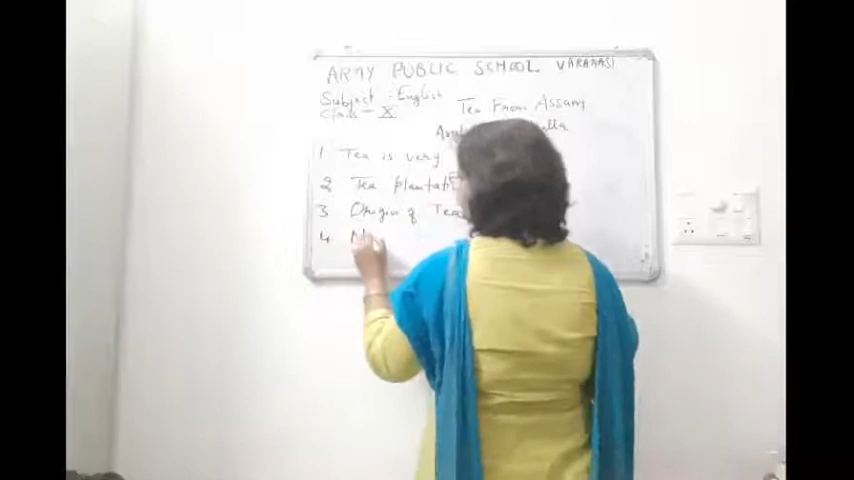 ARMY PUBLIC SCHOOL VARANASI
Subject - English
Class - X
Tea From Assam
1 Tea is very
2 Tea plantati
3 Origin of Tea
4.